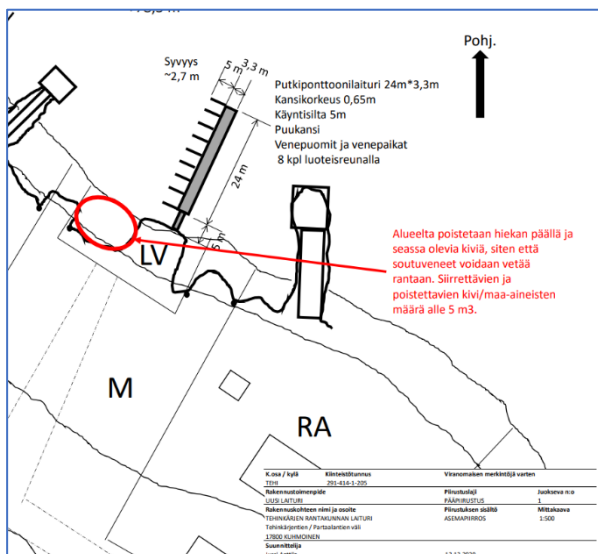 Pohj.
Syvyys
~2,7 m
5 m
3,3 m
Putkiponttoonilaituri 24m*3,3m
Kansikorkeus 0,65m
Käyntisilta 5m
Puukansi
Venepuomit ja venepaikat
8 kpl luoteisreunalla
24 m
5 m
LV
Alueelta poistetaan hiekan päällä ja
seassa olevia kiviä, siten että
soutuveneet voidaan vetää
rantaan. Siirrettävien ja
poistettavien kivi/maa-aineisten
määrä alle 5 m3.
M
RA
K.osa / kylä Kiinteistötunnus Viranomaisen merkintöjä varten
TEHI 291-414-1-205
Rakennustoimenpide Piirustuslaji Juokseva n:o
UUSI LAITURI PÄÄPIIRUSTUS 1
Rakennuskohteen nimi ja osoite Piirustuksen sisältö Mittakaava
TEHINKÄRJEN RANTAKUNNAN LAITURI ASEMAPIIRROS 1:500
Tehinkärjentien / Partaalantien väli
17800 KUHMOINEN
Suunnittelija